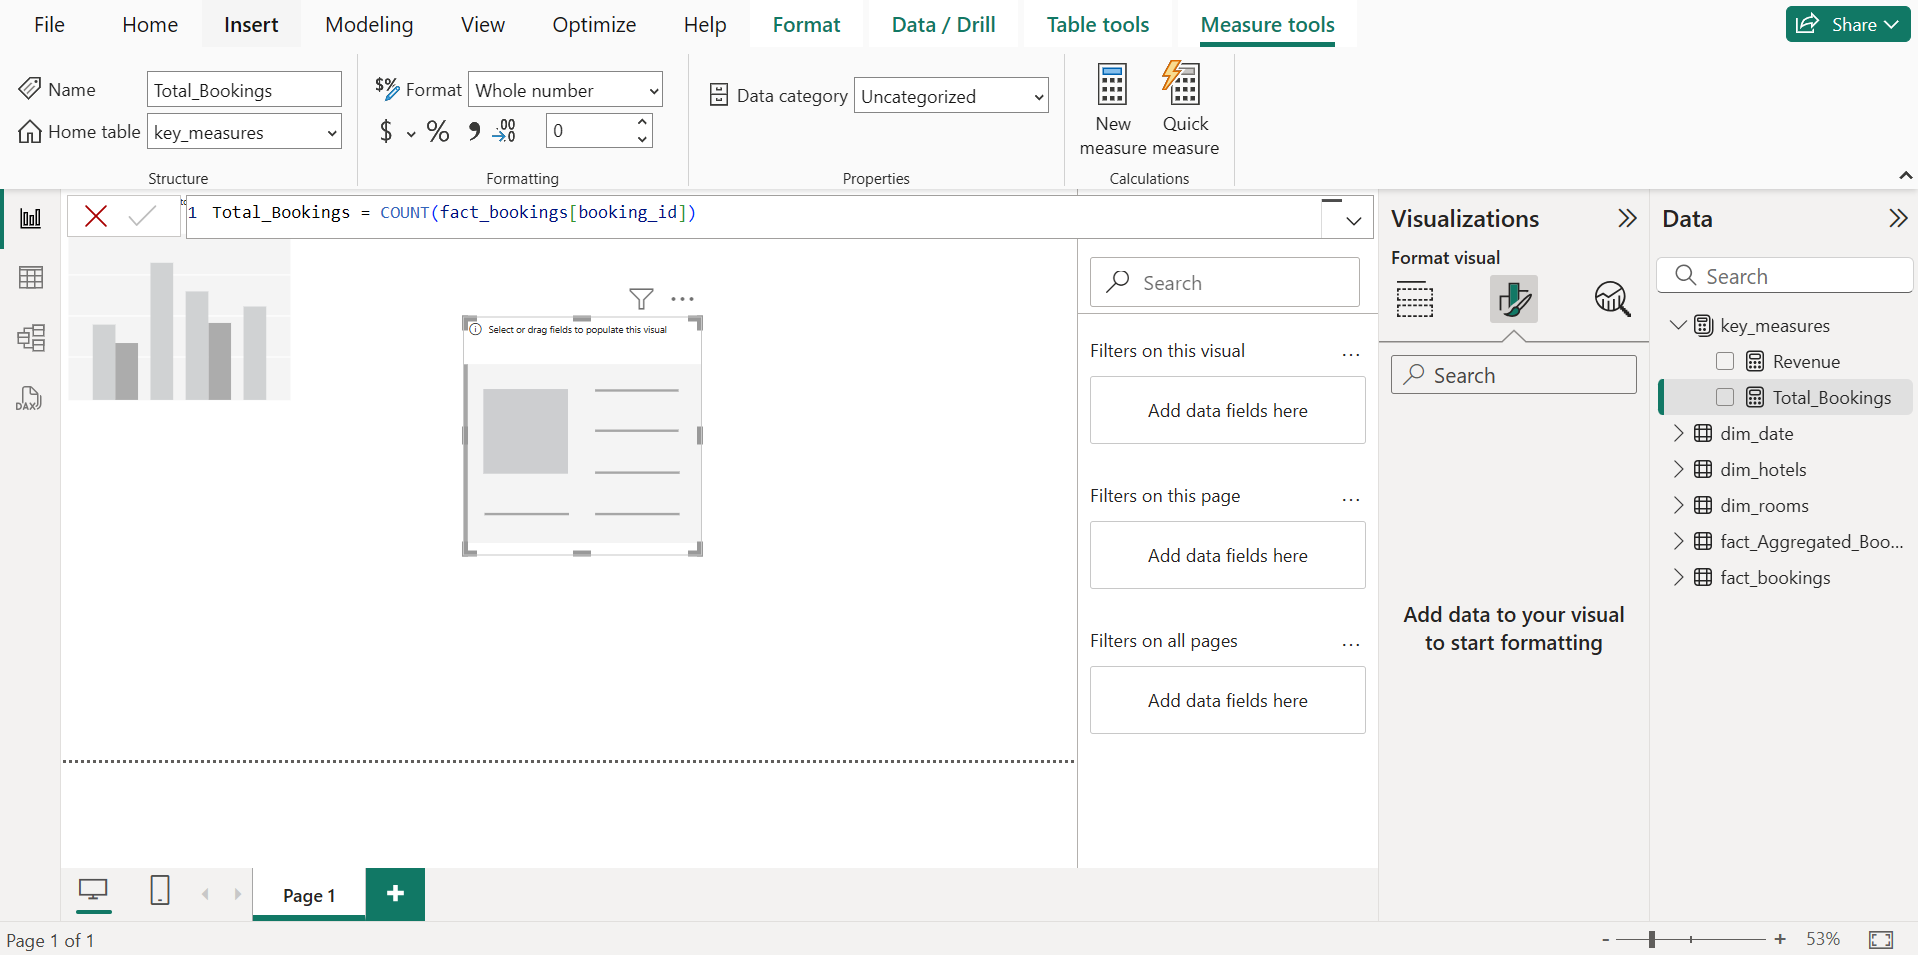 File Home Insert Modeling View Optimize Help Format Data / Drill Table tools Measure tools Share
Name Total_Bookings
Home table key_measures
Structure
$% Format Whole number
$ % , .00 0
Formatting
Data category Uncategorized
Properties
New measure
Quick measure
Calculations
1 Total_Bookings = COUNT(fact_bookings[booking_id])
Select or drag fields to populate this visual
Search
Filters on this visual ...
Add data fields here
Filters on this page ...
Add data fields here
Filters on all pages ...
Add data fields here
Visualizations
Format visual
Search
Add data to your visual
to start formatting
Data
Search
key_measures
Revenue
Total_Bookings
dim_date
dim_hotels
dim_rooms
fact_Aggregated_Boo...
fact_bookings
DAX
Page 1 +
Page 1 of 1
- + 53%